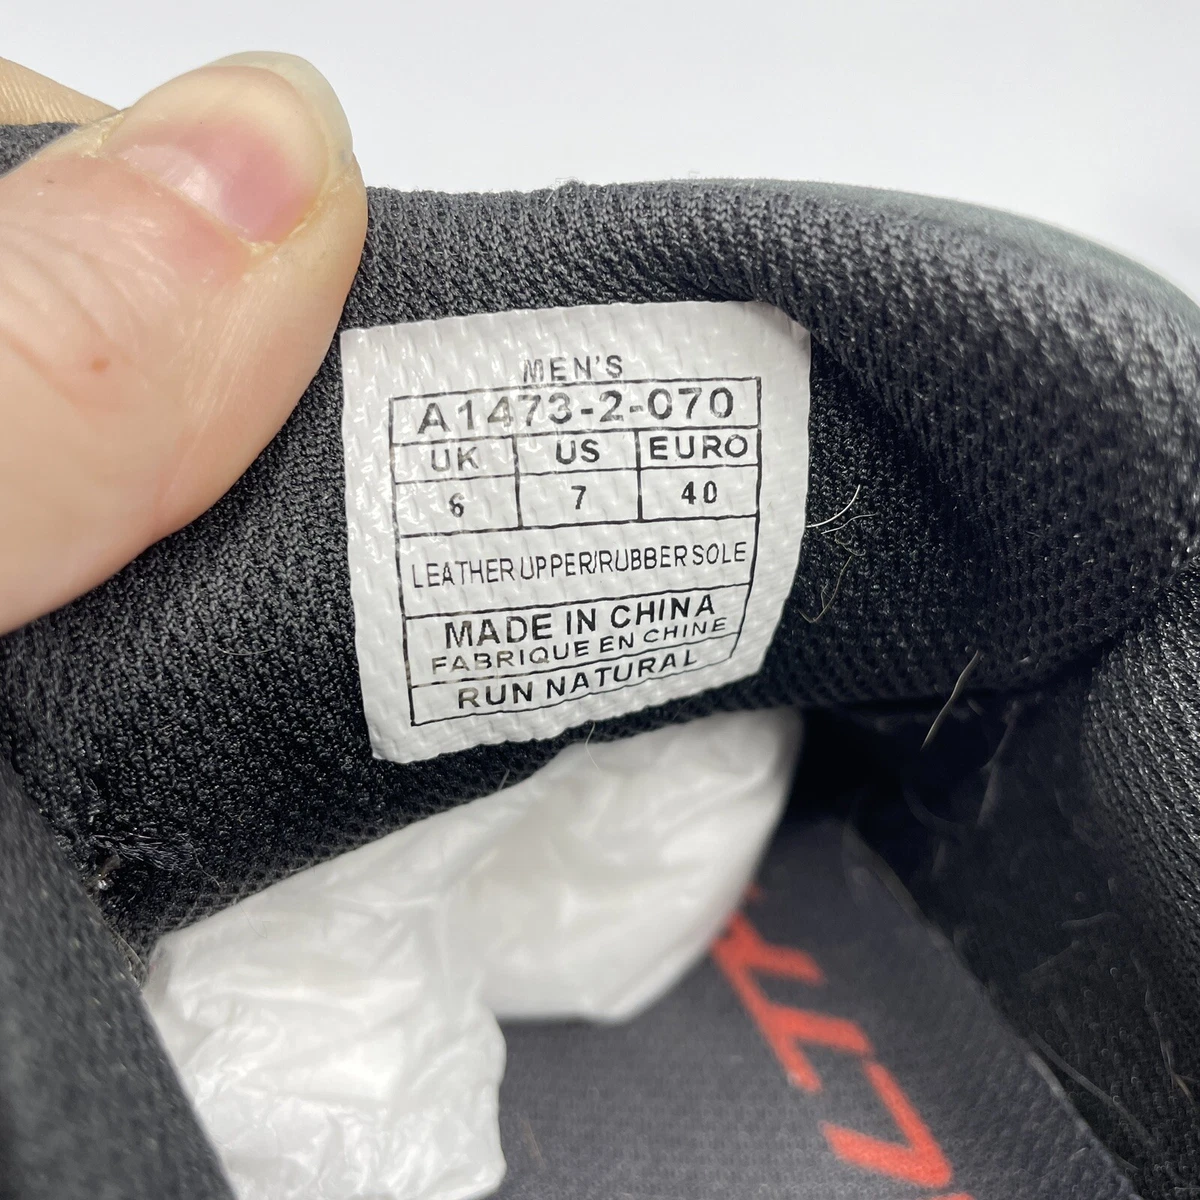 MEN'S
A1473-2-070
UK US EURO
6 7 40
LEATHER UPPER/RUBBER SOLE
MADE IN CHINA
FABRIQUE EN CHINE
RUN NATURAL